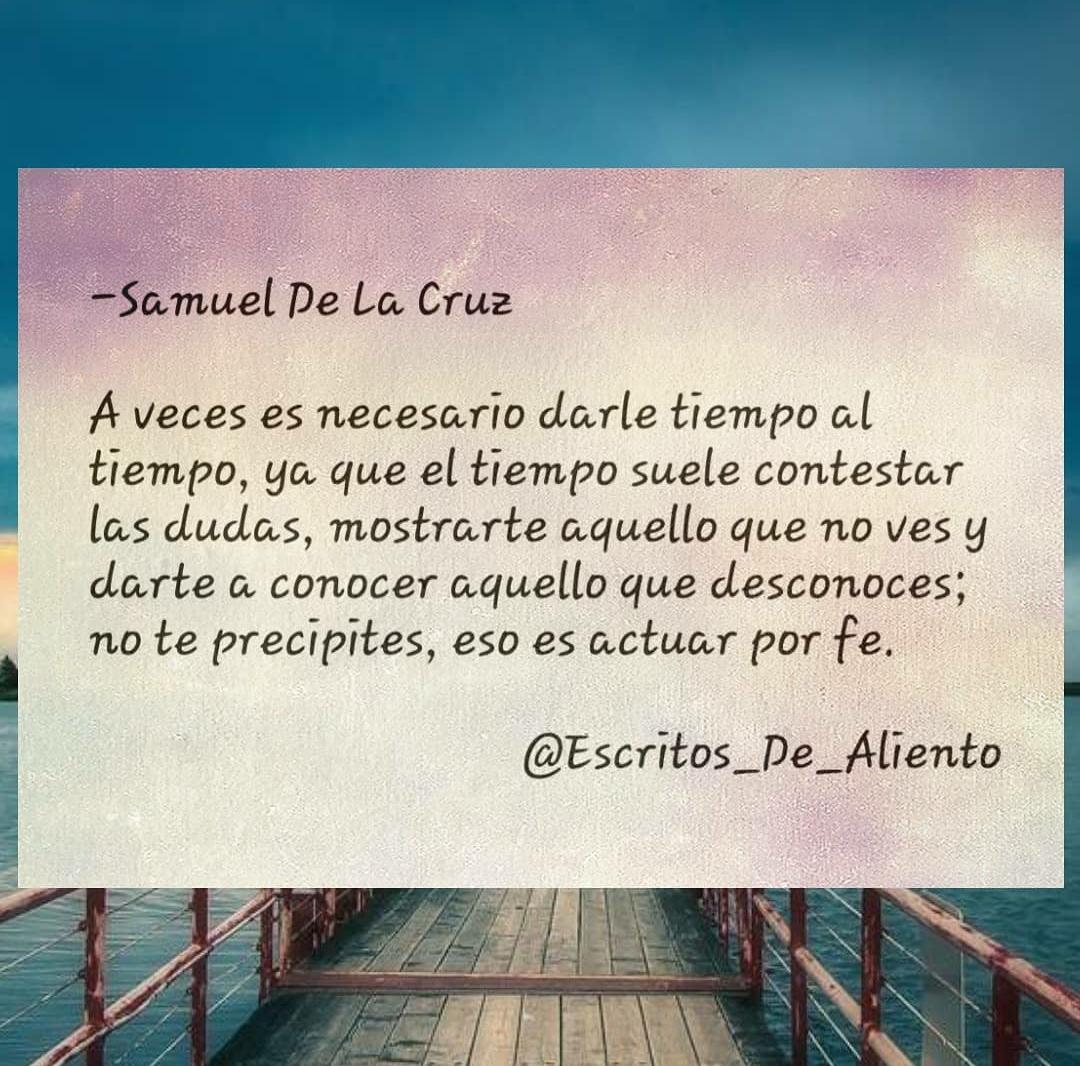 -Samuel De La Cruz
A veces es necesario darle tiempo al
tiempo, ya que el tiempo suele contestar
las dudas, mostrarte aquello que no ves y
darte a conocer aquello que desconoces;
no te precipites, eso es actuar por fe.
@Escritos_De_Aliento